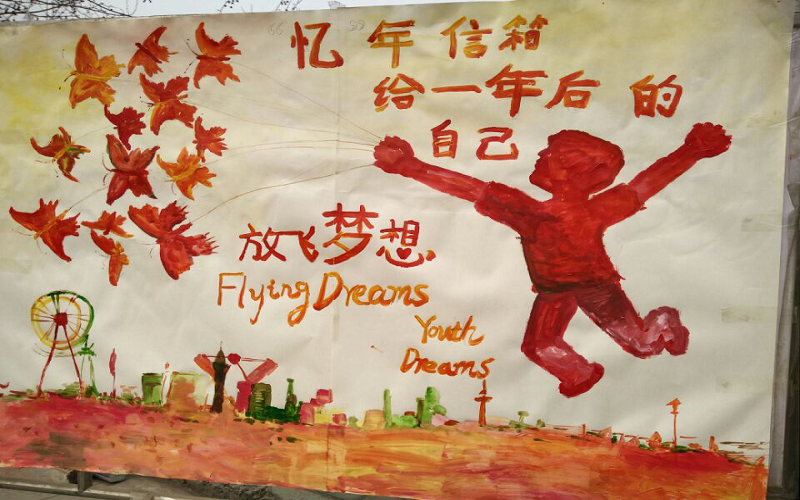 忆年信箱
给一年后的
自己
放飞梦想
Flying Dreams
Youth
Dreams